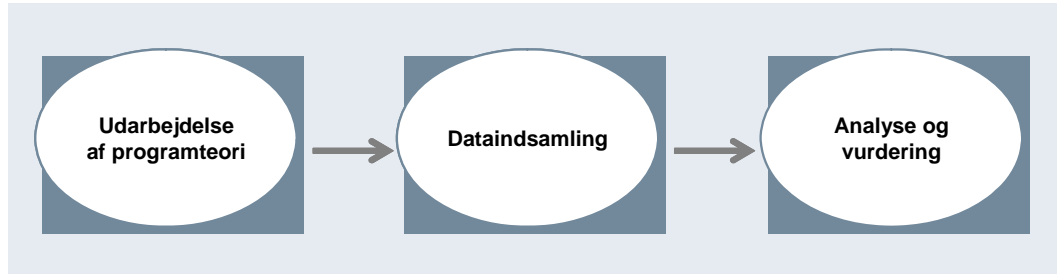 Udarbejdelse
af programteori
Dataindsamling
Analyse og
vurdering